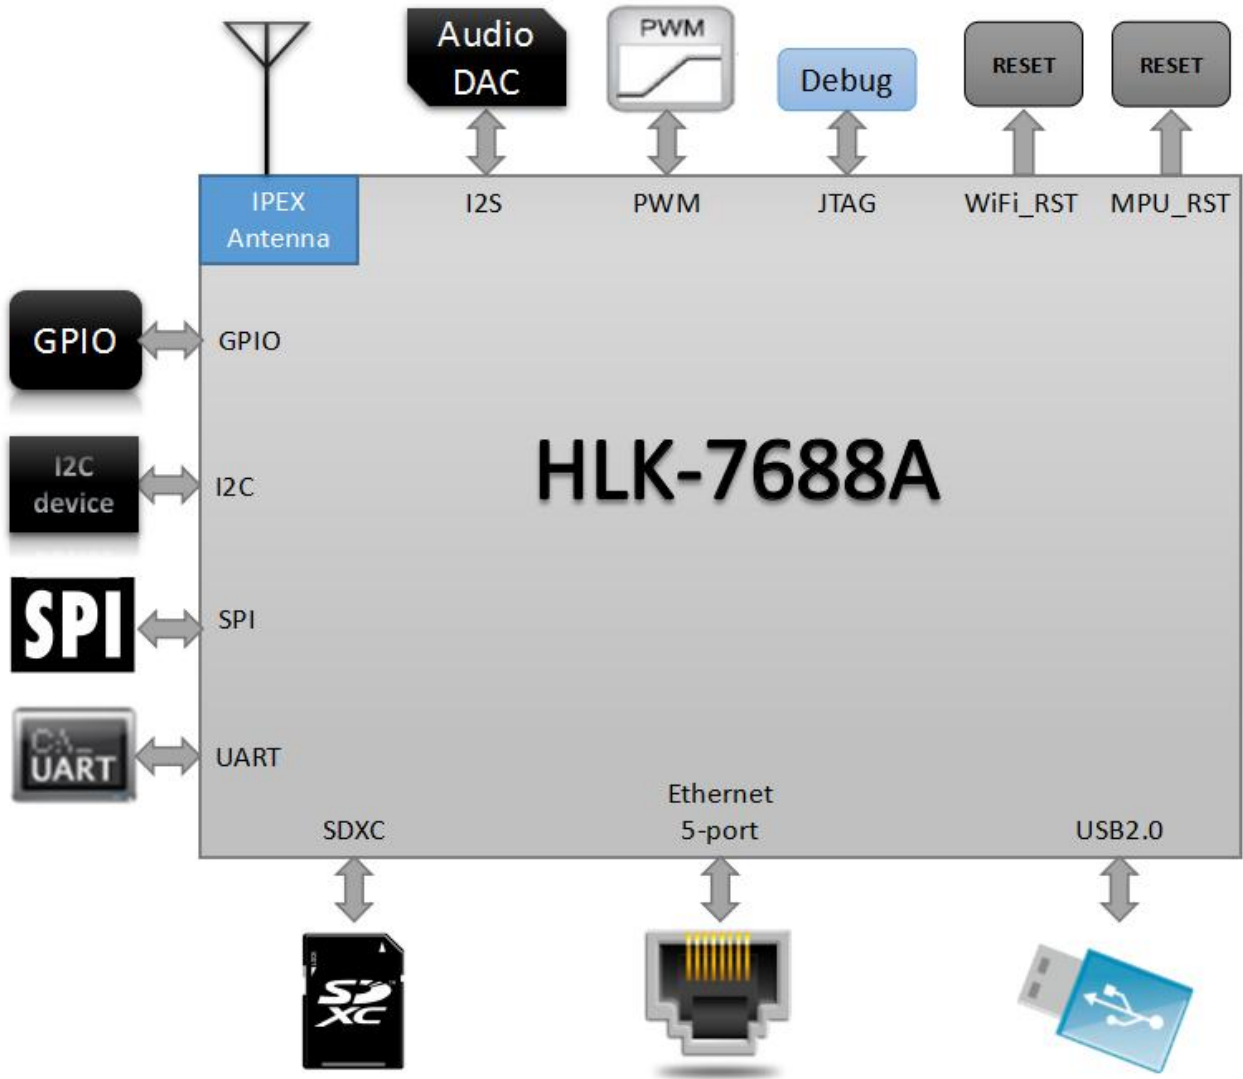 Audio
DAC
PWM
Debug
RESET
RESET
IPEX
Antenna
I2S
PWM
JTAG
WiFi_RST
MPU_RST
GPIO
GPIO
I2C
device
I2C
HLK-7688A
SPI
SPI
C:\_
UART
UART
SDXC
Ethernet
5-port
USB2.0
SD
XC